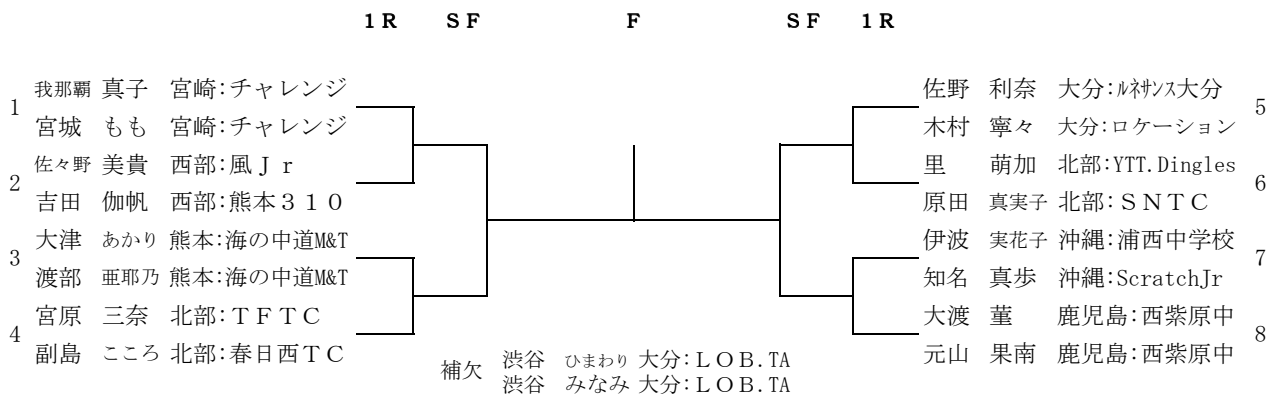 1R SF F SF 1R
1 我那覇 真子 宮崎:チャレンジ
宮城 もも 宮崎:チャレンジ
2 佐々野 美貴 西部:風Ｊｒ
吉田 伽帆 西部:熊本３１０
3 大津 あかり 熊本:海の中道M&T
渡部 亜耶乃 熊本:海の中道M&T
4 宮原 三奈 北部:ＴＦＴＣ
副島 こころ 北部:春日西ＴＣ
佐野 利奈 大分:ﾙﾈｻﾝｽ大分 5
木村 寧々 大分:ロケーション
里 萌加 北部:YTT.Dingles 6
原田 真実子 北部:ＳＮＴＣ
伊波 実花子 沖縄:浦西中学校 7
知名 真歩 沖縄:ScratchJr
大渡 菫 鹿児島:西紫原中 8
元山 果南 鹿児島:西紫原中
補欠 渋谷 ひまわり 大分:ＬＯＢ.TA
渋谷 みなみ 大分:ＬＯＢ.TA